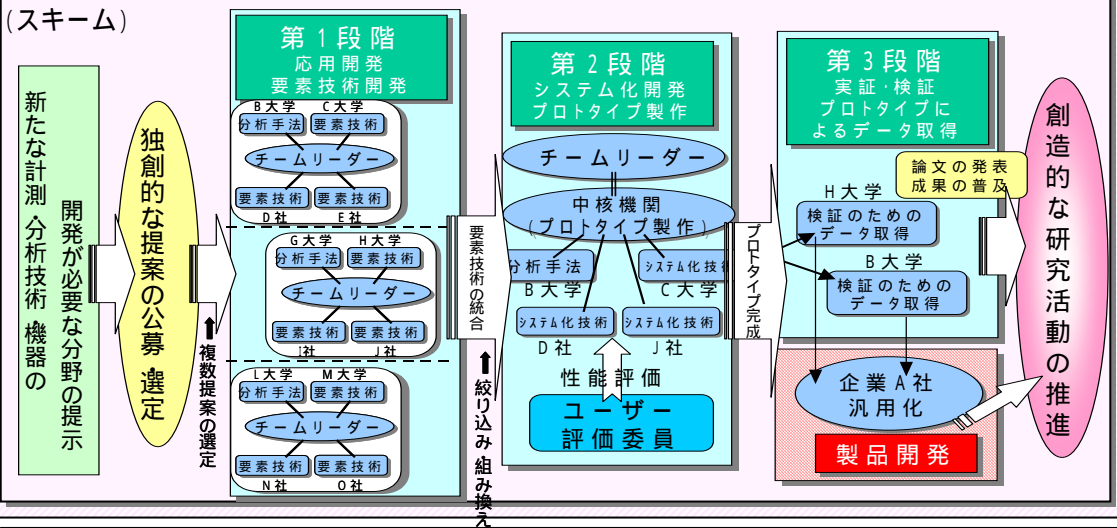 (スキーム)
新たな計測・分析技術・機器の
開発が必要な分野の提示
独創的な提案の公募・選定
複数提案の選定
第1段階
応用開発
要素技術開発
B大学 C大学
分析手法 要素技術
チームリーダー
要素技術 要素技術
D社 E社
G大学 H大学
分析手法 要素技術
チームリーダー
要素技術 要素技術
I社 J社
L大学 M大学
分析手法 要素技術
チームリーダー
要素技術 要素技術
N社 O社
要素技術の統合
絞り込み・組み換え
第2段階
システム化開発
プロトタイプ製作
チームリーダー
中核機関
(プロトタイプ製作)
分析手法 システム化技術
B大学 C大学
システム化技術 システム化技術
D社 J社
性能評価
ユーザー
評価委員
プロトタイプ完成
第3段階
実証・検証
プロトタイプに
よるデータ取得
論文の発表
成果の普及
H大学
検証のための
データ取得
B大学
検証のための
データ取得
企業A社
汎用化
製品開発
創造的な研究活動の推進